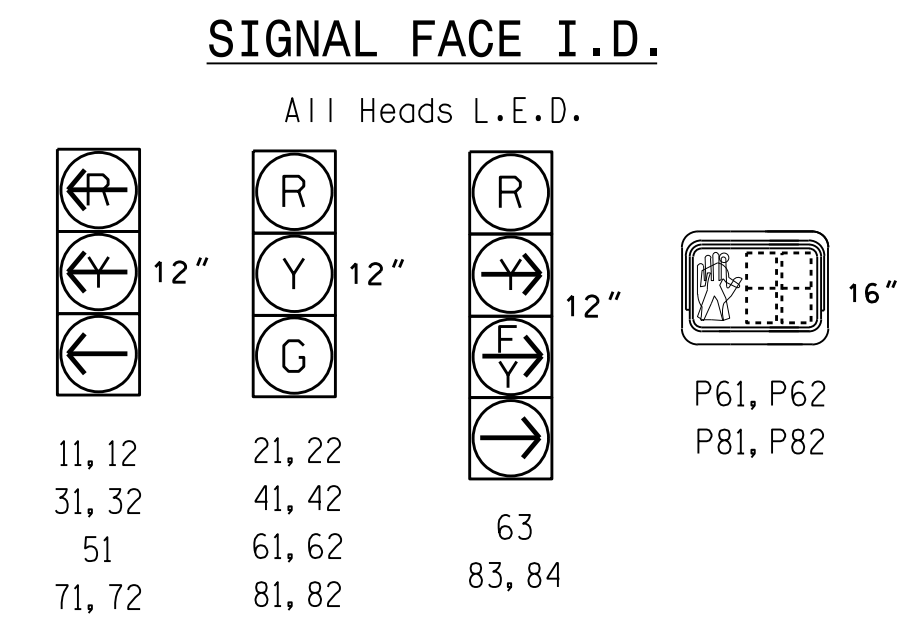 SIGNAL FACE I.D.
All Heads L.E.D.
R
Y
12"
11, 12
31, 32
51
71, 72
R
Y
G
12"
21, 22
41, 42
61, 62
81, 82
R
Y
F
Y
12"
63
83, 84
16"
P61, P62
P81, P82